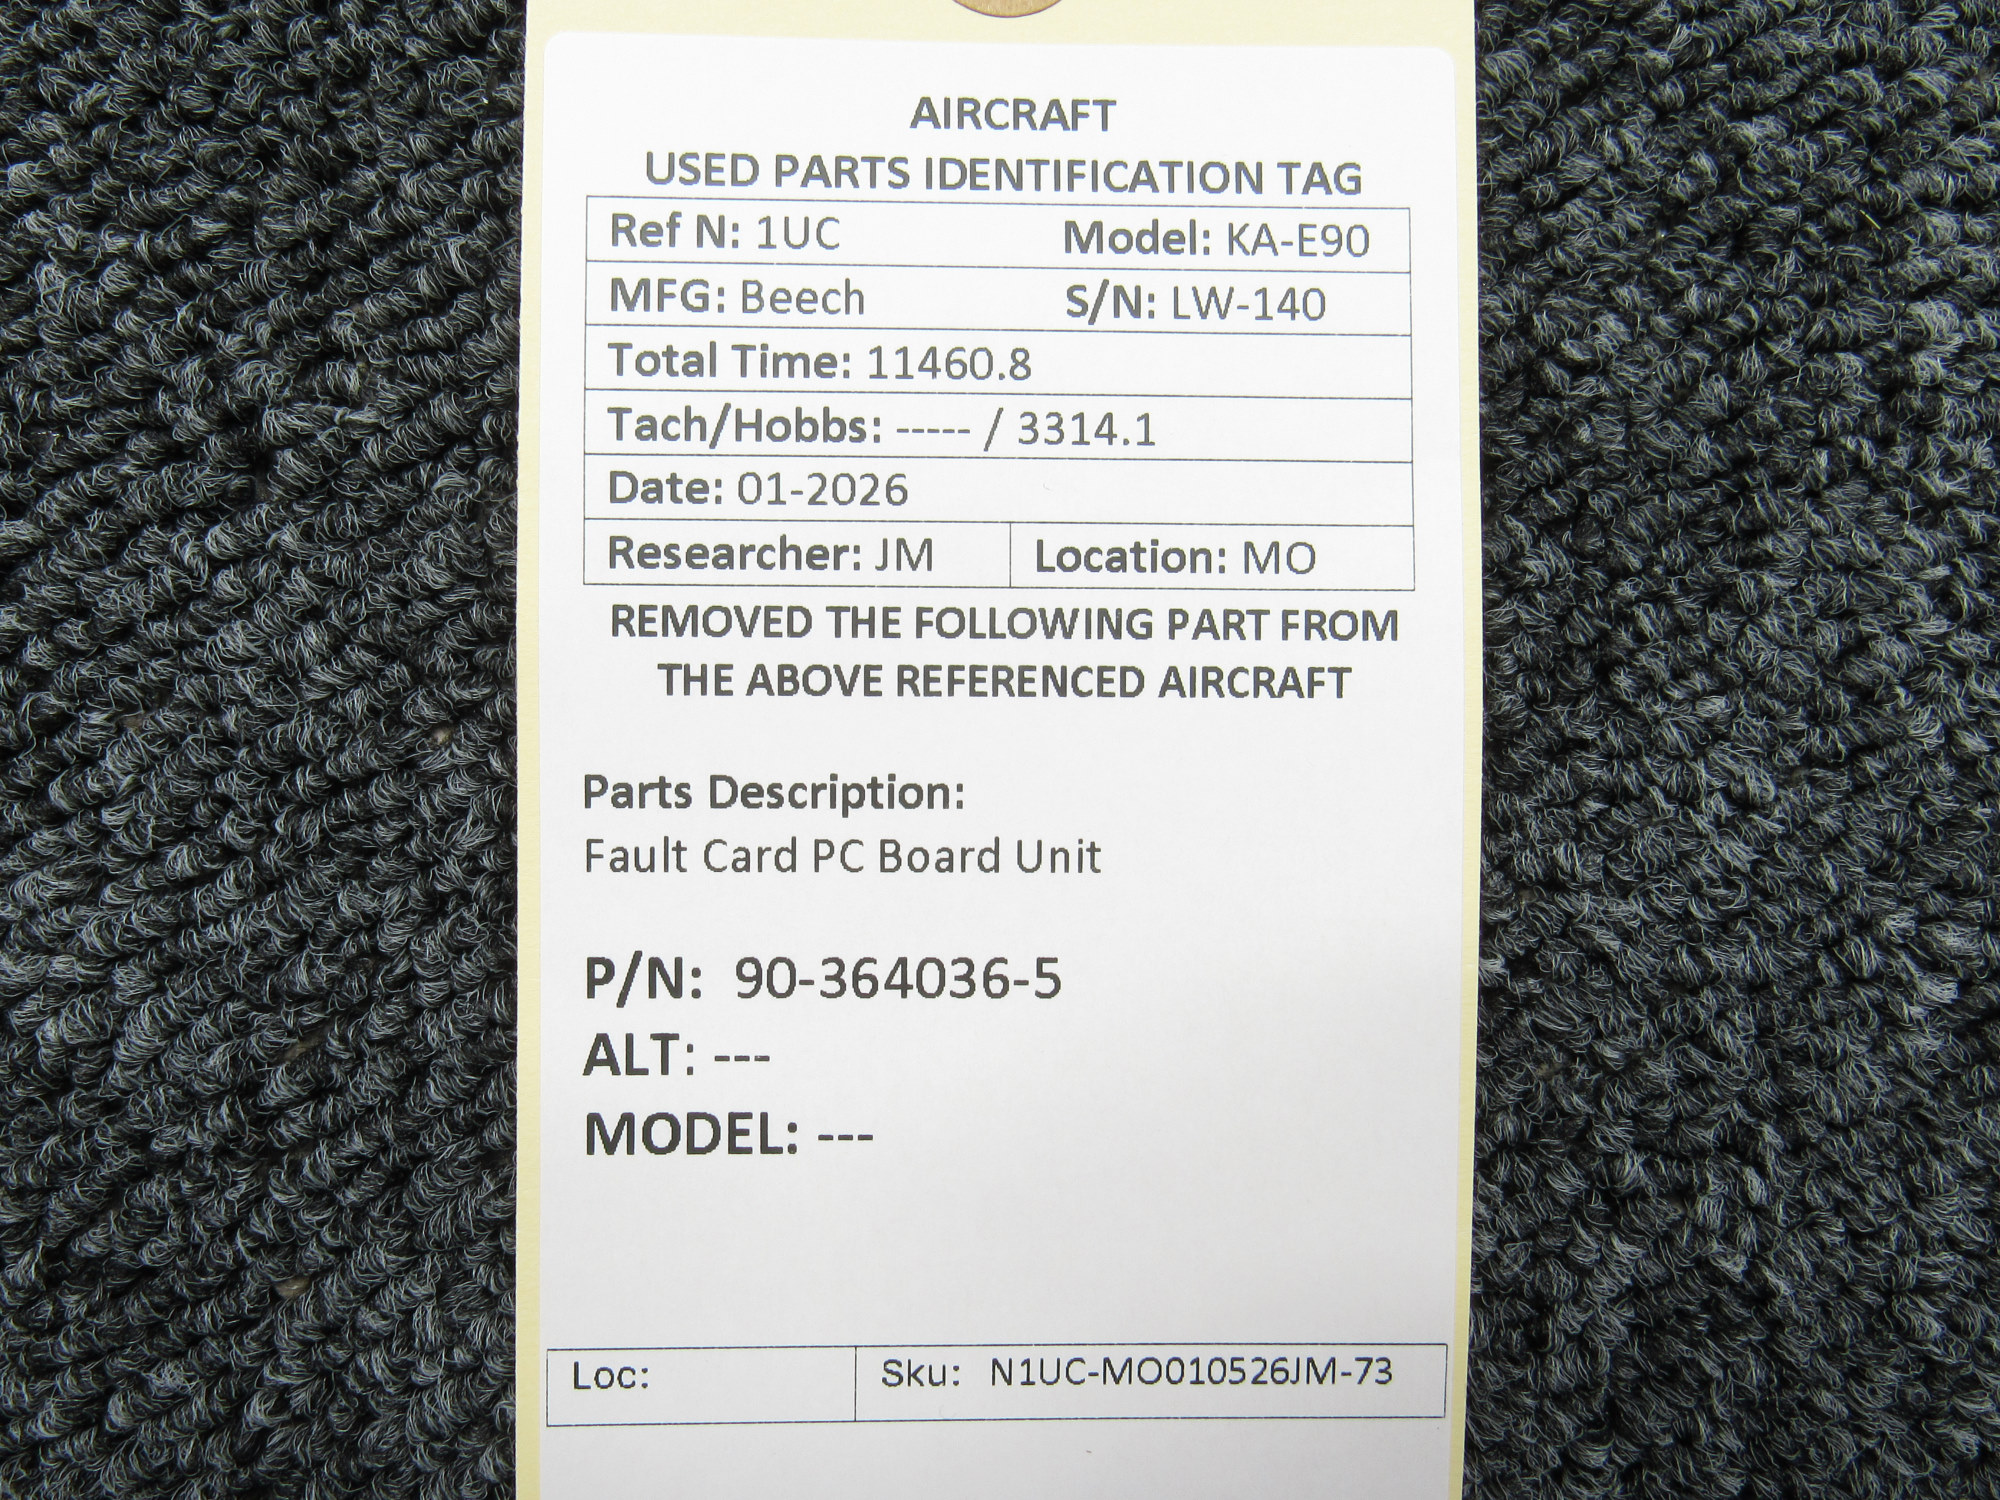 AIRCRAFT
USED PARTS IDENTIFICATION TAG
Ref N: 1UC Model: KA-E90
MFG: Beech S/N: LW-140
Total Time: 11460.8
Tach/Hobbs: ----- / 3314.1
Date: 01-2026
Researcher: JM Location: MO
REMOVED THE FOLLOWING PART FROM
THE ABOVE REFERENCED AIRCRAFT
Parts Description:
Fault Card PC Board Unit
P/N: 90-364036-5
ALT: ---
MODEL: ---
Loc: Sku: N1UC-MO010526JM-73